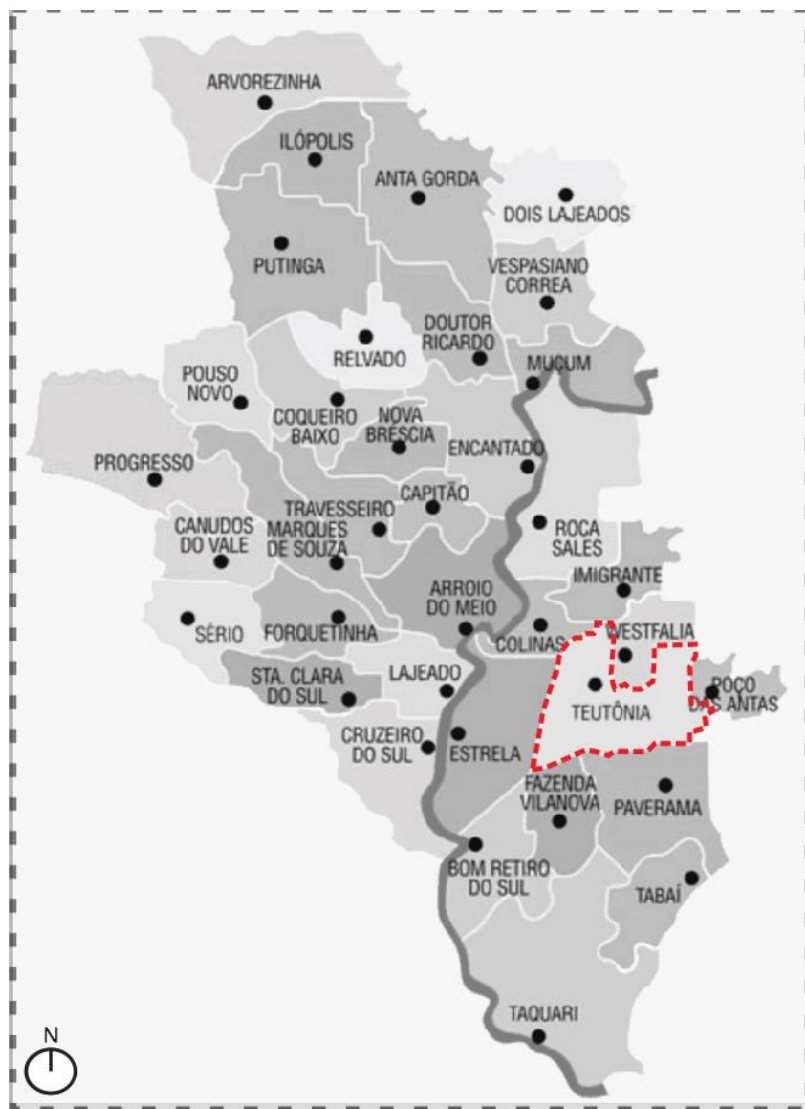 ARVOREZINHA
ILÓPOLIS
ANTA GORDA
DOIS LAJEADOS
PUTINGA
VESPASIANO
CORREA
DOUTOR
RICARDO
RELVADO
MUÇUM
POUSO
NOVO
COQUEIRO
BAIXO
NOVA
BRESCIA
ENCANTADO
PROGRESSO
CAPITÃO
TRAVESSEIRO
CANUDOS
DO VALE
MARQUES
DE SOUZA
ROCA
SALES
IMIGRANTE
ARROIO
DO MEIO
SÉRIO
FORQUETINHA
COLINAS
WESTFALIA
STA. CLARA
DO SUL
LAJEADO
POÇO
DAS ANTAS
TEUTÔNIA
CRUZEIRO
DO SUL
ESTRELA
FAZENDA
VILANOVA
PAVERAMA
BOM RETIRO
DO SUL
TABAÍ
TAQUARI
N